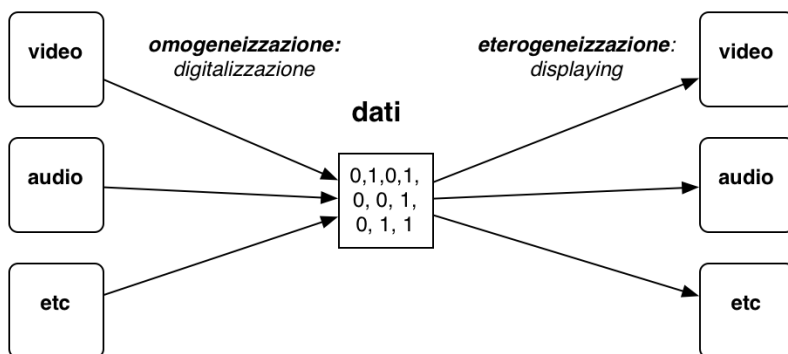 video
omogeneizzazione:
digitalizzazione
eterogeneizzazione:
displaying
video
dati
audio
0,1,0,1,
0, 0, 1,
0, 1, 1
audio
etc
etc